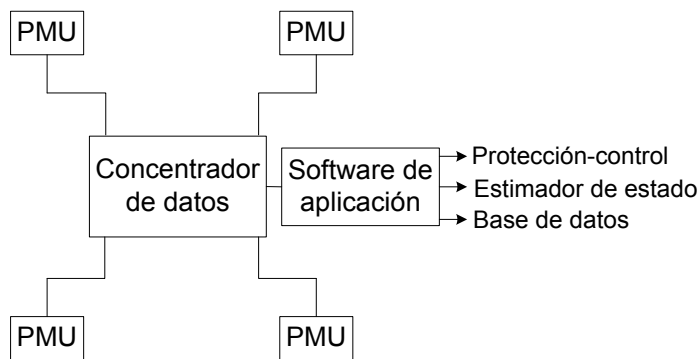 PMU
PMU
Concentrador
de datos
Software de
aplicación
Protección-control
Estimador de estado
Base de datos
PMU
PMU